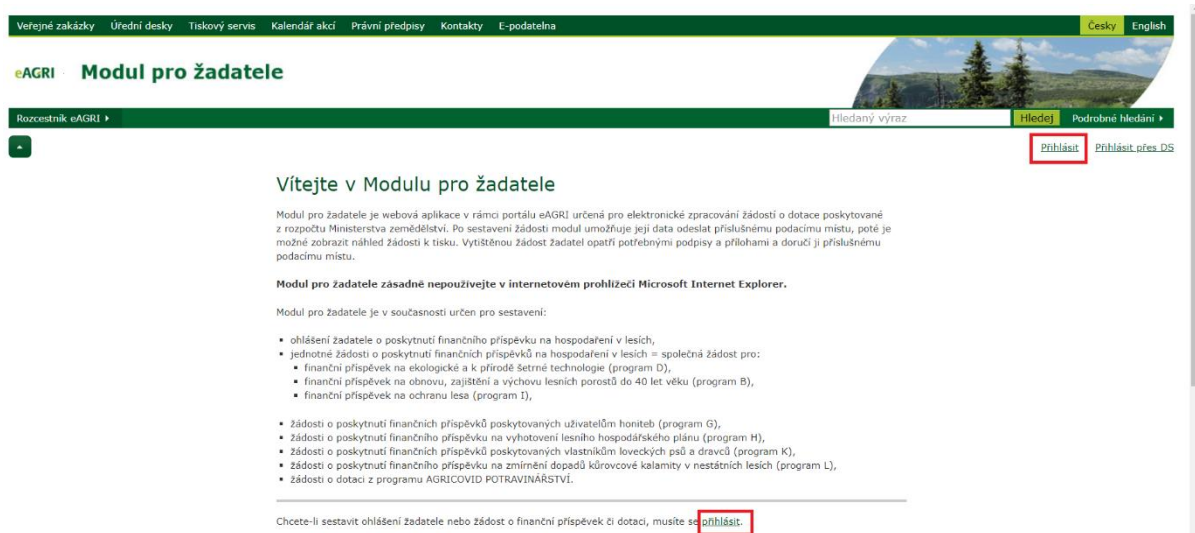 Veřejné zakázky Úřední desky Tiskový servis Kalendář akcí Právní předpisy Kontakty E-podatelna Česky English
eAGRI Modul pro žadatele
Rozcestník eAGRI Hledaný výraz Hledej Podrobné hledání
Přihlásit Přihlásit přes DS
Vítejte v Modulu pro žadatele
Modul pro žadatele je webová aplikace v rámci portálu eAGRI určená pro elektronické zpracování žádostí o dotace poskytované
z rozpočtu Ministerstva zemědělství. Po sestavení žádosti modul umožňuje její data odeslat příslušnému podacímu místu, poté je
možné zobrazit náhled žádosti k tisku. Vytištěnou žádost žadatel opatří potřebnými podpisy a přílohami a doručí ji příslušnému
podacímu místu.
Modul pro žadatele zásadně nepoužívejte v internetovém prohlížeči Microsoft Internet Explorer.
Modul pro žadatele je v současnosti určen pro sestavení:
ohlášení žadatele o poskytnutí finančního příspěvku na hospodaření v lesích,
jednotné žádosti o poskytnutí finančních příspěvků na hospodaření v lesích = společná žádost pro:
finanční příspěvek na ekologické a k přírodě šetrné technologie (program D),
finanční příspěvek na obnovu, zajištění a výchovu lesních porostů do 40 let věku (program B),
finanční příspěvek na ochranu lesa (program I),
žádosti o poskytnutí finančních příspěvků poskytovaných uživatelům honiteb (program G),
žádosti o poskytnutí finančního příspěvku na vyhotovení lesního hospodářského plánu (program H),
žádosti o poskytnutí finančních příspěvků poskytovaných vlastníkům loveckých psů a dravců (program K),
žádosti o poskytnutí finančního příspěvku na zmírnění dopadů kůrovcové kalamity v nestátních lesích (program L),
žádosti o dotaci z programu AGRICOVID POTRAVINÁŘSTVÍ.
Chcete-li sestavit ohlášení žadatele nebo žádost o finanční příspěvek či dotaci, musíte se přihlásit.